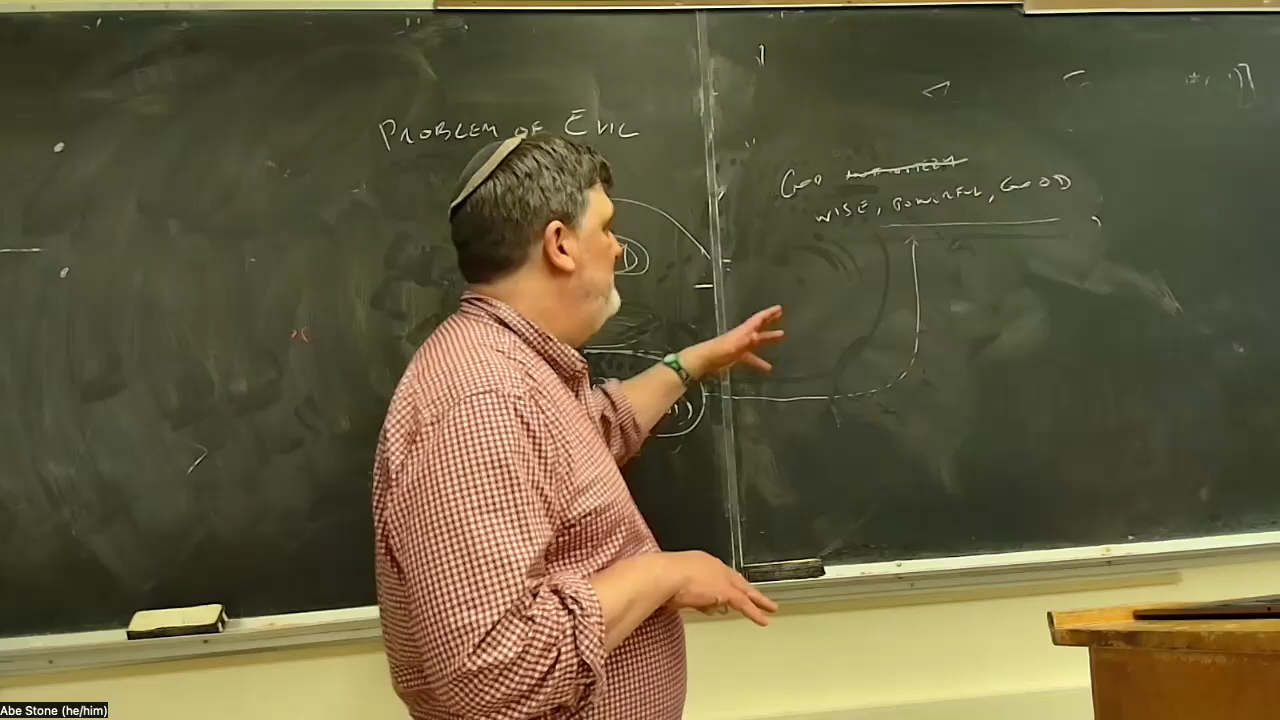 PROBLEM OF EVIL
GOD
WISE, POWERFUL, GOOD
Abe Stone (he/him)